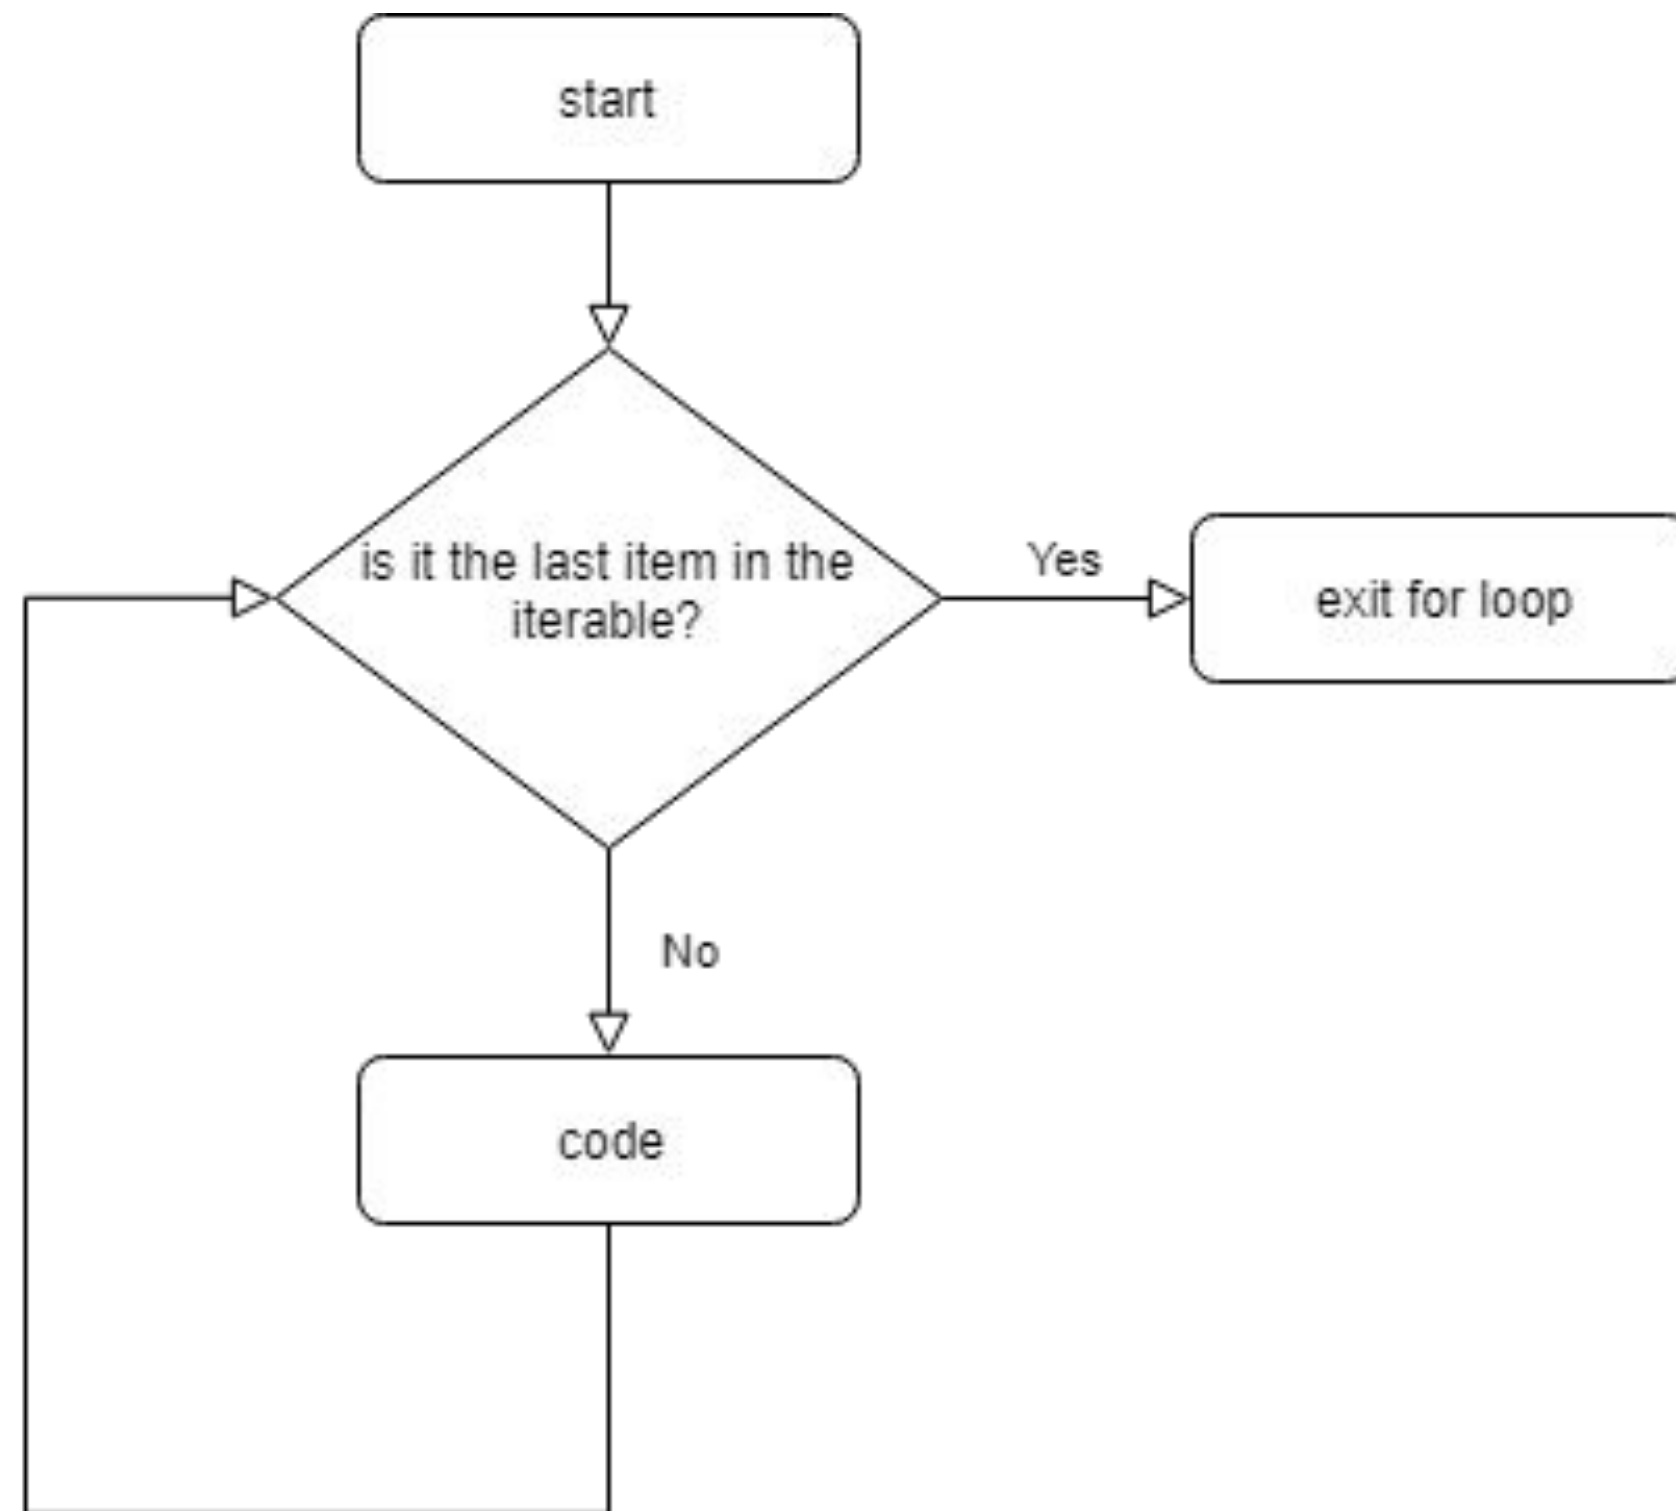 start
is it the last item in the
iterable?
Yes
exit for loop
No
code